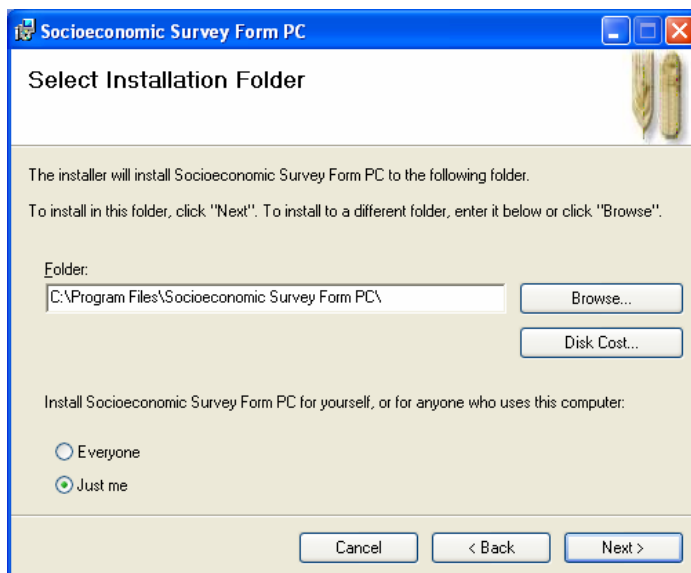 Socioeconomic Survey Form PC
Select Installation Folder
The installer will install Socioeconomic Survey Form PC to the following folder.
To install in this folder, click "Next". To install to a different folder, enter it below or click "Browse".
Folder:
C:\Program Files\Socioeconomic Survey Form PC\
Browse...
Disk Cost...
Install Socioeconomic Survey Form PC for yourself, or for anyone who uses this computer:
Everyone
Just me
Cancel
< Back
Next >